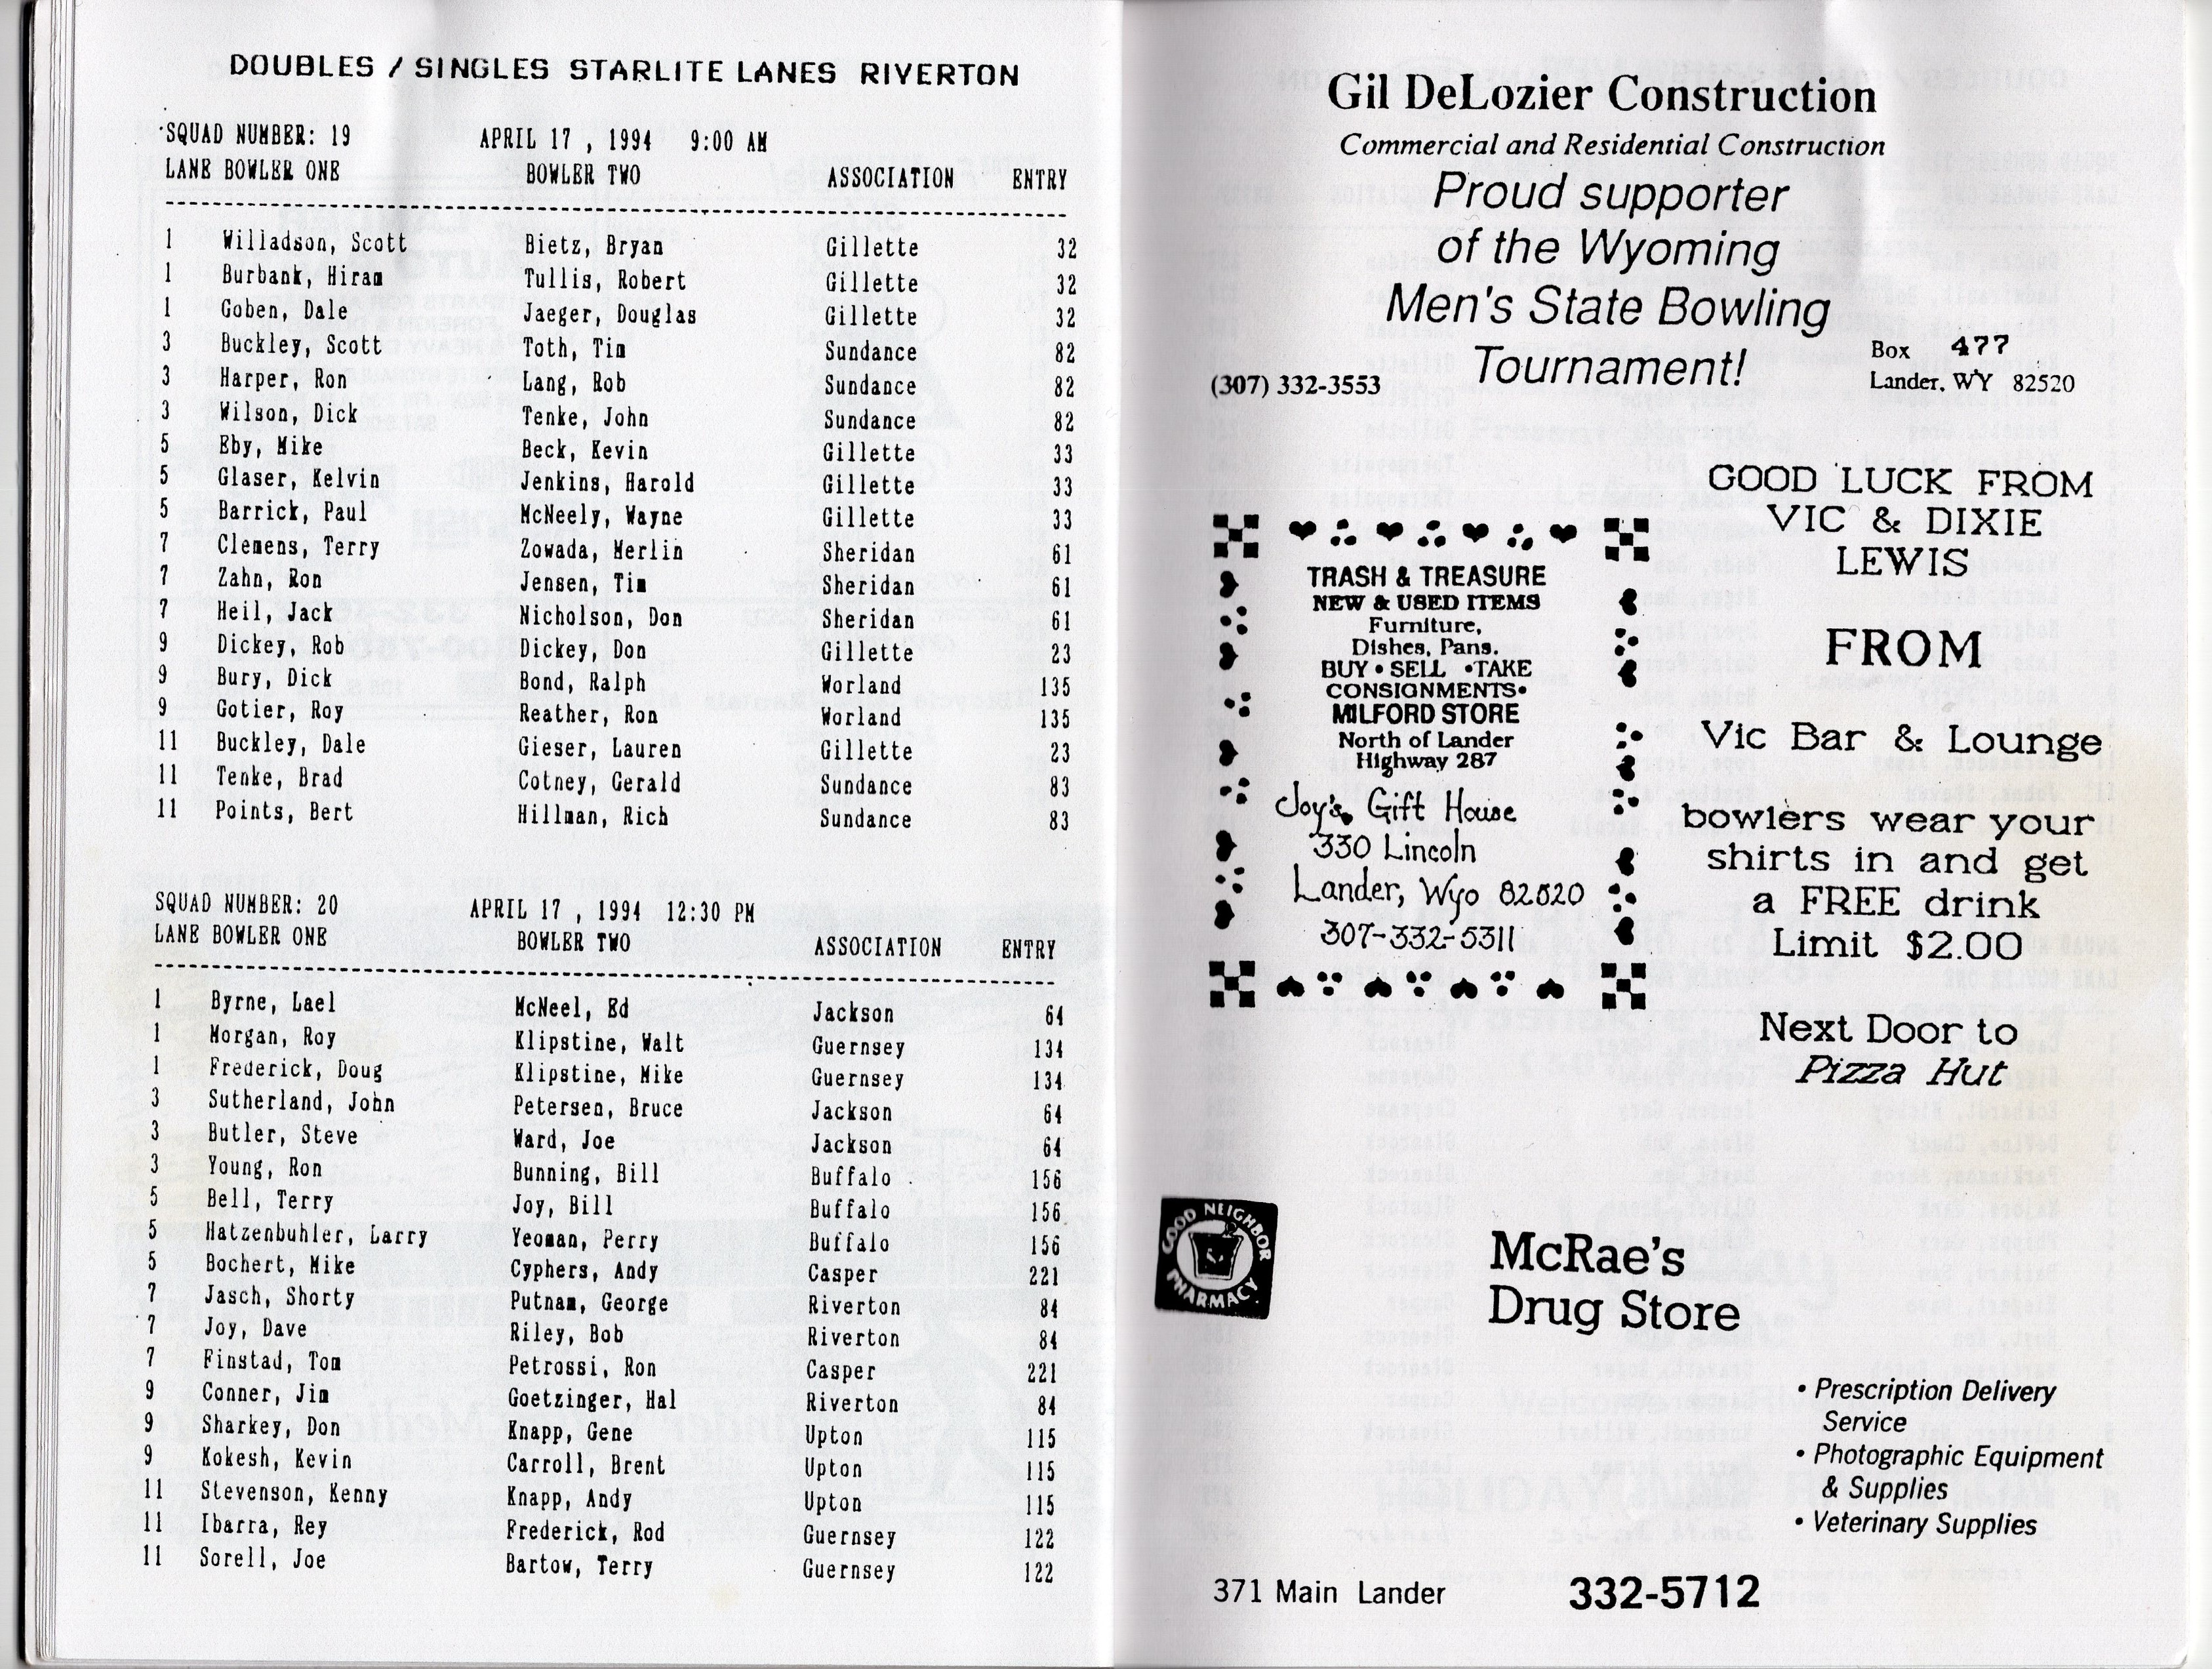 DOUBLES / SINGLES STARLITE LANES RIVERTON
SQUAD NUMBER: 19 APRIL 17 , 1994 9:00 AM
LANE BOWLER ONE BOWLER TWO ASSOCIATION ENTRY
1 Willadson, Scott Bietz, Bryan Gillette 32
1 Burbank, Hiram Tullis, Robert Gillette 32
1 Goben, Dale Jaeger, Douglas Gillette 32
3 Buckley, Scott Toth, Tim Sundance 82
3 Harper, Ron Lang, Rob Sundance 82
3 Wilson, Dick Tenke, John Sundance 82
5 Eby, Mike Beck, Kevin Gillette 33
5 Glaser, Kelvin Jenkins, Harold Gillette 33
5 Barrick, Paul McNeely, Wayne Gillette 33
7 Clemens, Terry Zowada, Merlin Sheridan 61
7 Zahn, Ron Jensen, Tim Sheridan 61
7 Heil, Jack Nicholson, Don Sheridan 61
9 Dickey, Rob Dickey, Don Gillette 23
9 Bury, Dick Bond, Ralph Worland 135
9 Gotier, Roy Reather, Ron Worland 135
11 Buckley, Dale Gieser, Lauren Gillette 23
11 Tenke, Brad Cotney, Gerald Sundance 83
11 Points, Bert Hillman, Rich Sundance 83
SQUAD NUMBER: 20 APRIL 17 , 1994 12:30 PM
LANE BOWLER ONE BOWLER TWO ASSOCIATION ENTRY
1 Byrne, Lael McNeel, Ed Jackson 64
1 Morgan, Roy Klipstine, Walt Guernsey 134
1 Frederick, Doug Klipstine, Mike Guernsey 134
3 Sutherland, John Petersen, Bruce Jackson 64
3 Butler, Steve Ward, Joe Jackson 64
3 Young, Ron Bunning, Bill Buffalo 156
5 Bell, Terry Joy, Bill Buffalo 156
5 Hatzenbuhler, Larry Yeoman, Perry Buffalo 156
5 Bochert, Mike Cyphers, Andy Casper 221
7 Jasch, Shorty Putnam, George Riverton 84
7 Joy, Dave Riley, Bob Riverton 84
7 Finstad, Tom Petrossi, Ron Casper 221
9 Conner, Jim Goetzinger, Hal Riverton 84
9 Sharkey, Don Knapp, Gene Upton 115
9 Kokesh, Kevin Carroll, Brent Upton 115
11 Stevenson, Kenny Knapp, Andy Upton 115
11 Ibarra, Rey Frederick, Rod Guernsey 122
11 Sorell, Joe Bartow, Terry Guernsey 122
Gil DeLozier Construction
Commercial and Residential Construction
Proud supporter
of the Wyoming
Men's State Bowling
Tournament!
(307) 332-3553
Box 477
Lander, WY 82520
TRASH & TREASURE
NEW & USED ITEMS
Furniture,
Dishes, Pans.
BUY • SELL •TAKE
CONSIGNMENTS•
MILFORD STORE
North of Lander
Highway 287
Joy's Gift House
330 Lincoln
Lander, Wyo 82520
307-332-5311
GOOD LUCK FROM
VIC & DIXIE
LEWIS
FROM
Vic Bar & Lounge
bowlers wear your
shirts in and get
a FREE drink
Limit $2.00
Next Door to
Pizza Hut
GOOD NEIGHBOR
PHARMACY
McRae's
Drug Store
• Prescription Delivery
Service
• Photographic Equipment
& Supplies
• Veterinary Supplies
371 Main Lander 332-5712